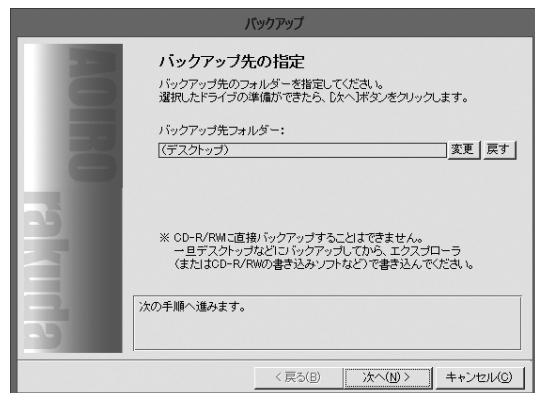 バックアップ
AOIRO
rakuda
バックアップ先の指定
バックアップ先のフォルダーを指定してください。
選択したドライブの準備ができたら、[次へ]ボタンをクリックします。
バックアップ先フォルダー:
(デスクトップ)
変更 戻す
※ CD-R/RWに直接バックアップすることはできません。
一旦デスクトップなどにバックアップしてから、エクスプローラ
(またはCD-R/RWの書き込みソフトなど)で書き込んでください。
次の手順へ進みます。
< 戻る(B) 次へ(N) > キャンセル(C)